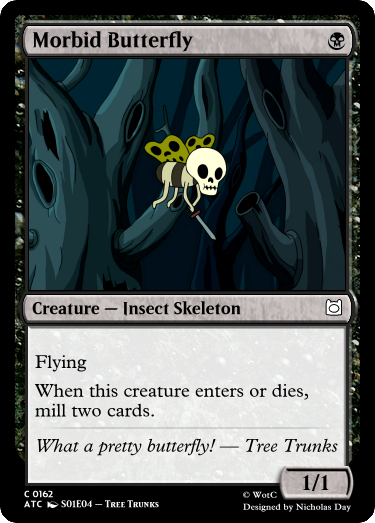 Morbid Butterfly
Creature — Insect Skeleton
Flying
When this creature enters or dies,
mill two cards.
What a pretty butterfly! — Tree Trunks
1/1
C 0162
ATC S01E04 – Tree Trunks
© WotC
Designed by Nicholas Day